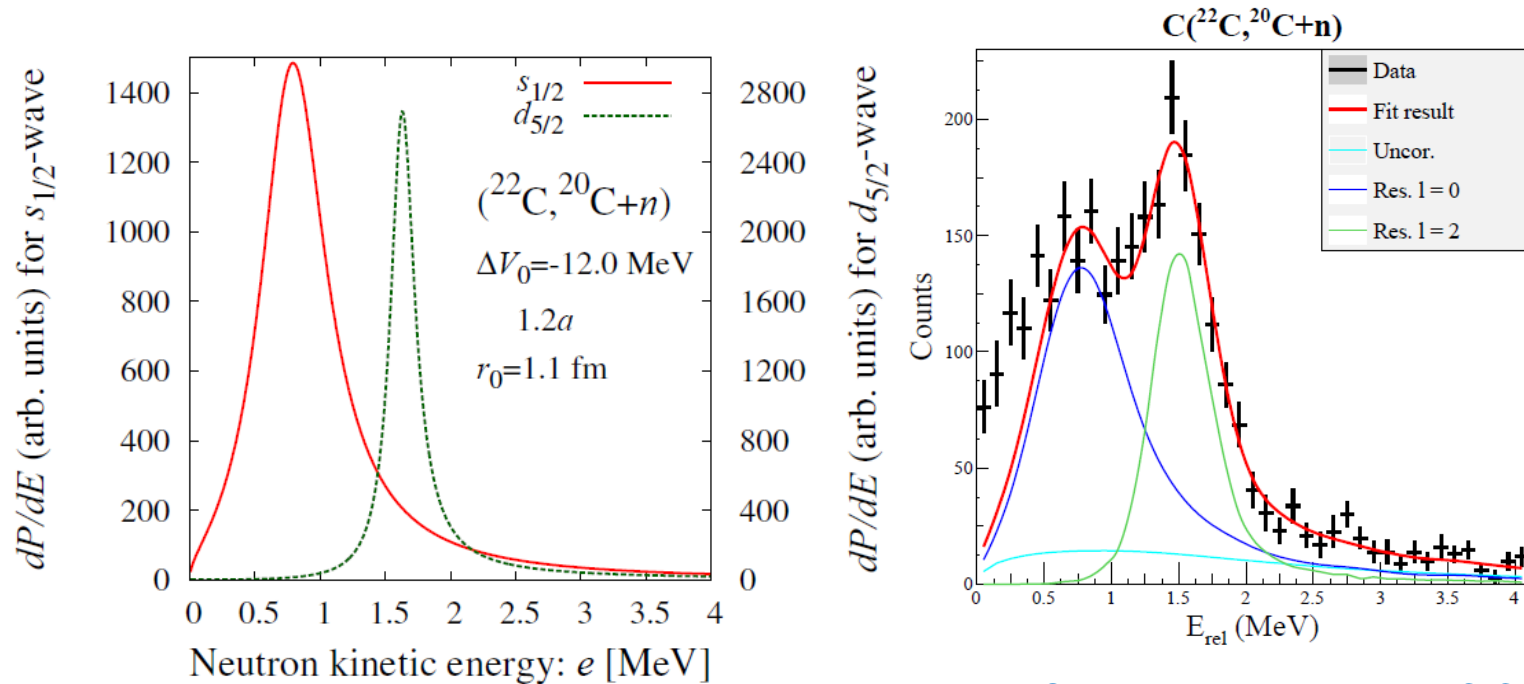 dP/dE (arb. units) for s1/2-wave
1400
1200
1000
800
600
400
200
0
s1/2
d5/2
(²²C,²⁰C+n)
ΔV₀=-12.0 MeV
1.2a
r₀=1.1 fm
2800
2400
2000
1600
1200
800
400
0
dP/dE (arb. units) for d5/2-wave
0 0.5 1 1.5 2 2.5 3 3.5 4
Neutron kinetic energy: e [MeV]
C(²²C,²⁰C+n)
Counts
200
150
100
50
0
Data
Fit result
Uncor.
Res. l = 0
Res. l = 2
0 0.5 1 1.5 2 2.5 3 3.5 4
Erel (MeV)